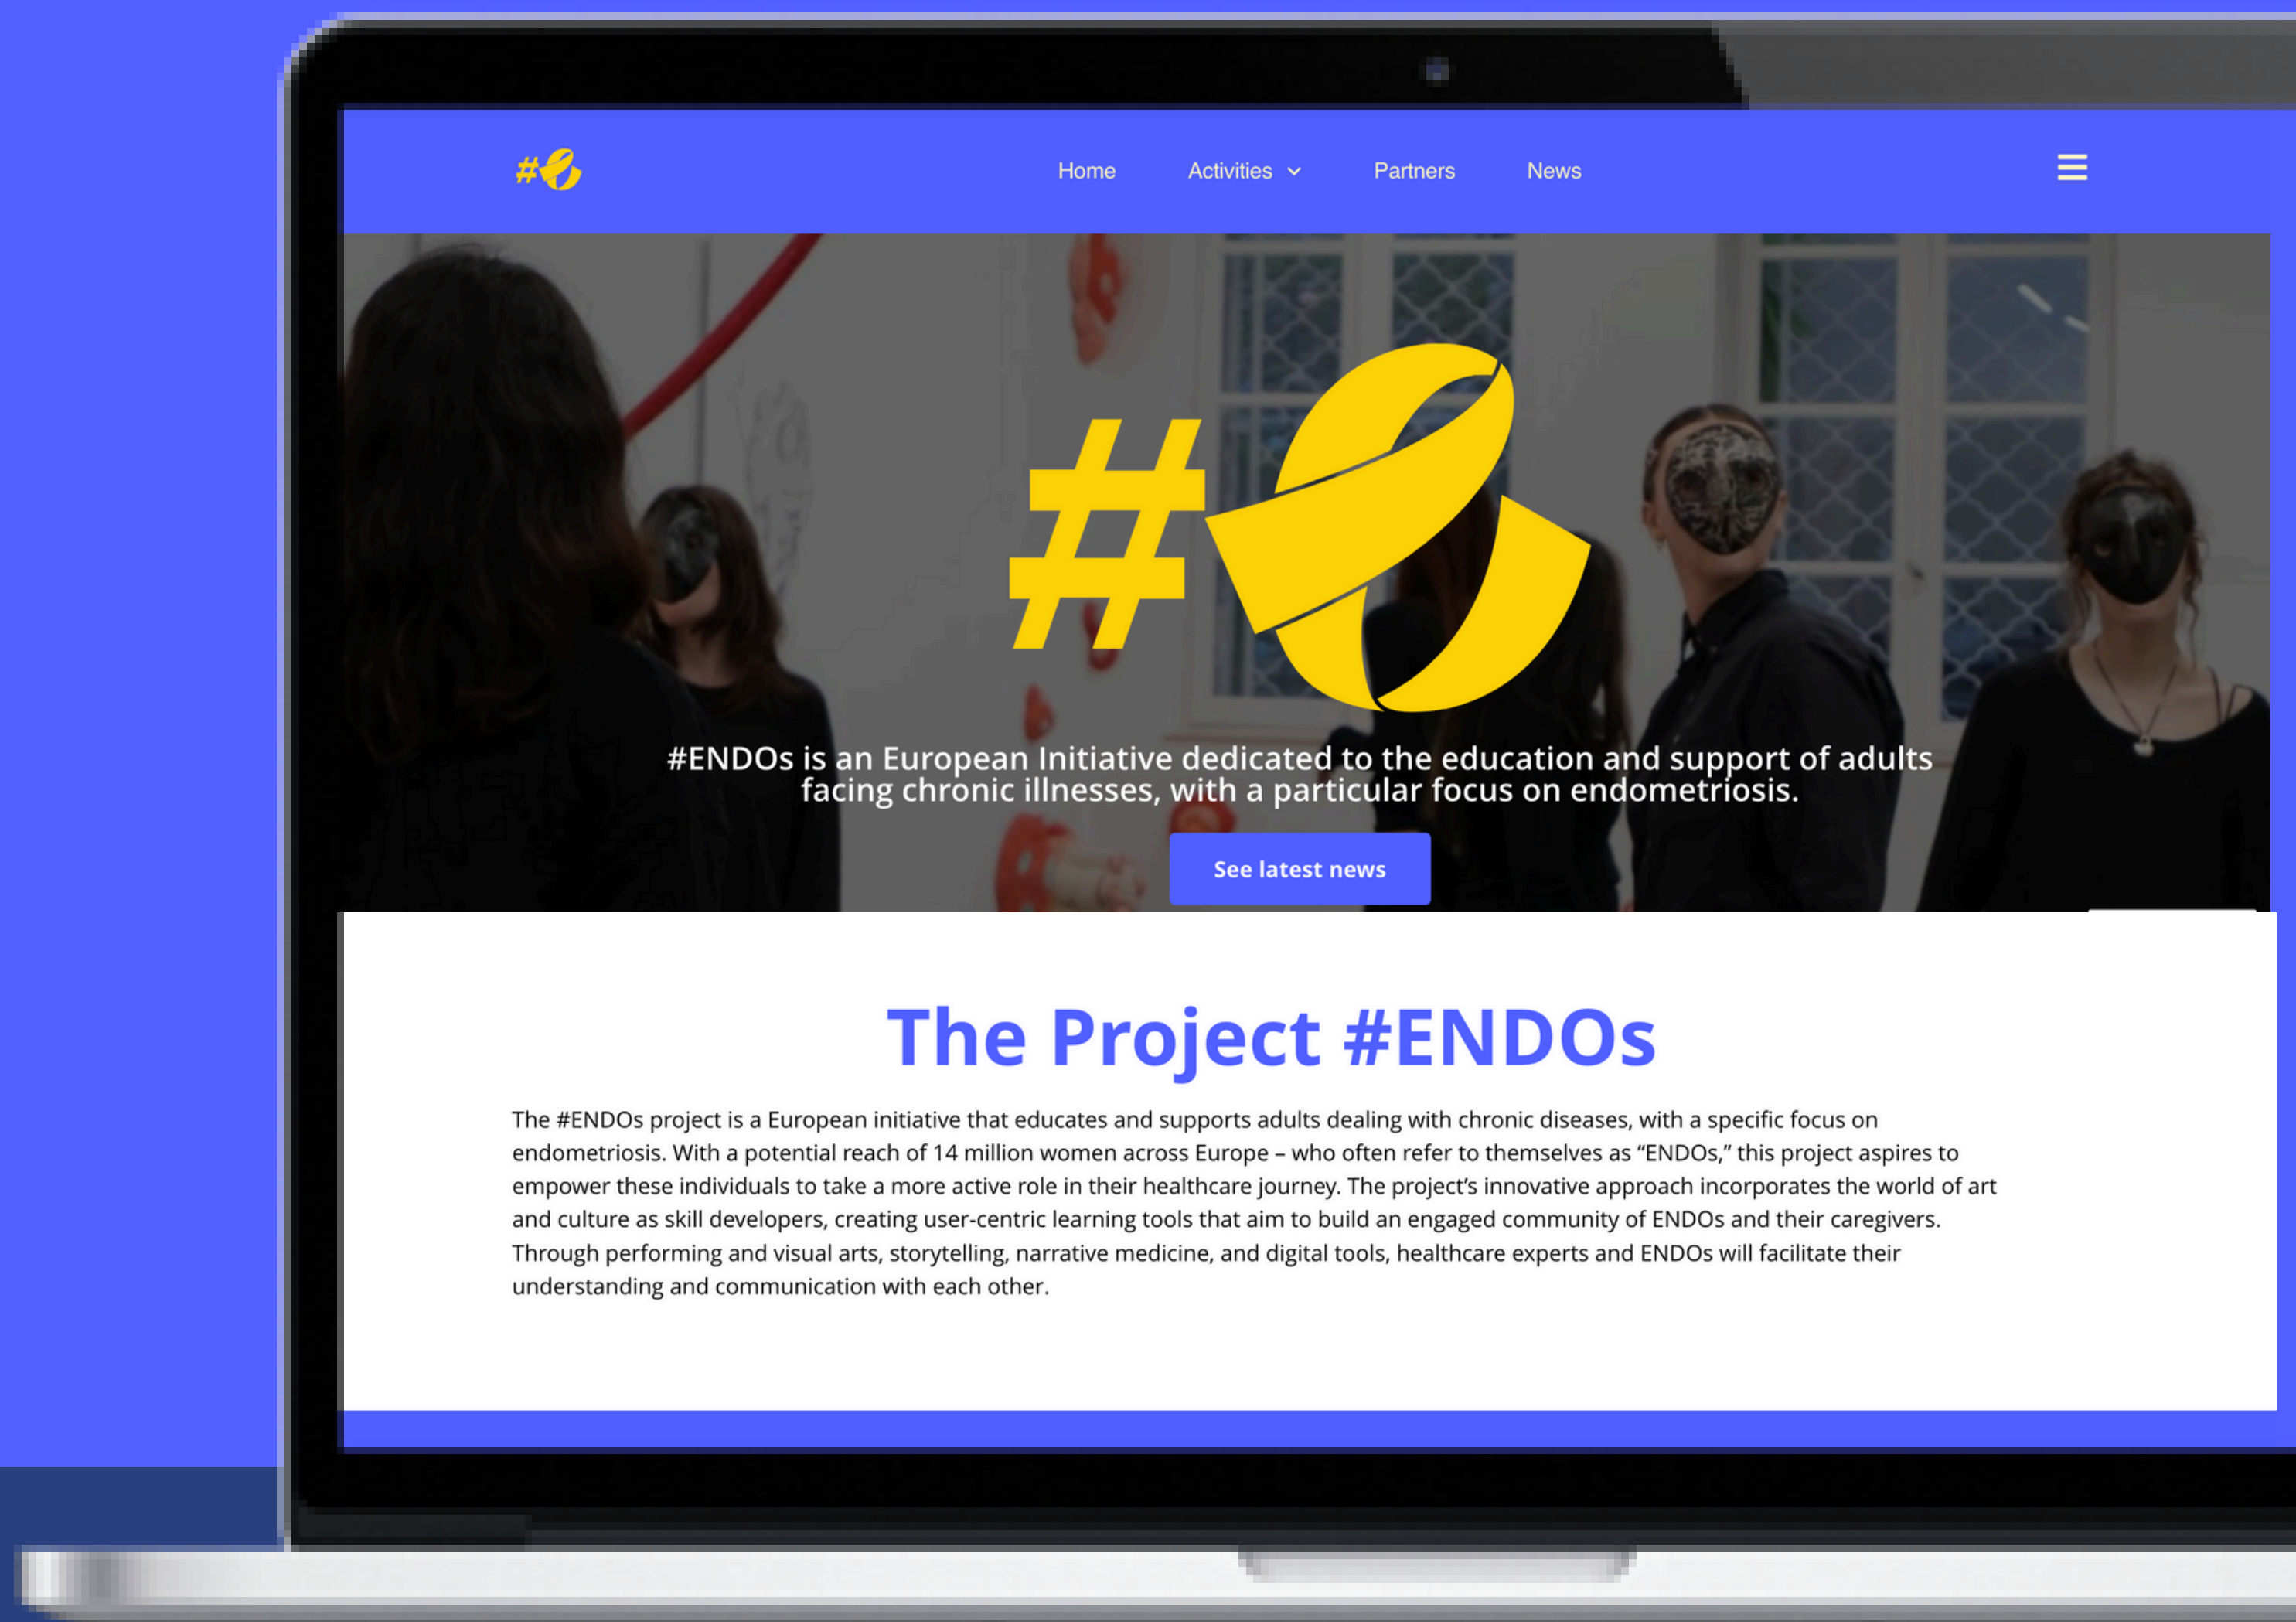 #
Home Activities Partners News
#
#ENDOs is an European Initiative dedicated to the education and support of adults
facing chronic illnesses, with a particular focus on endometriosis.
See latest news
The Project #ENDOs
The #ENDOs project is a European initiative that educates and supports adults dealing with chronic diseases, with a specific focus on
endometriosis. With a potential reach of 14 million women across Europe – who often refer to themselves as “ENDOs,” this project aspires to
empower these individuals to take a more active role in their healthcare journey. The project’s innovative approach incorporates the world of art
and culture as skill developers, creating user-centric learning tools that aim to build an engaged community of ENDOs and their caregivers.
Through performing and visual arts, storytelling, narrative medicine, and digital tools, healthcare experts and ENDOs will facilitate their
understanding and communication with each other.